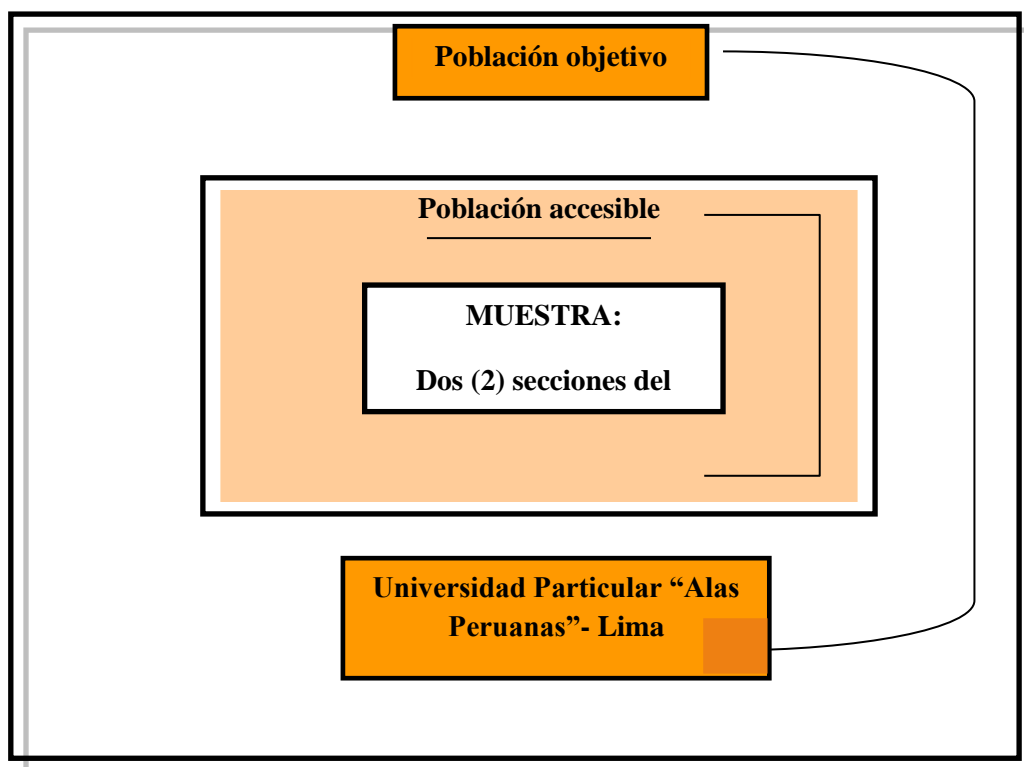 Población objetivo
Población accesible
MUESTRA:
Dos (2) secciones del
Universidad Particular “Alas
Peruanas”- Lima